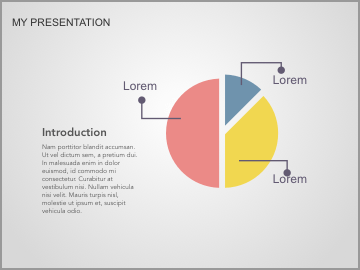 MY PRESENTATION
Lorem
Lorem
Introduction
Nam porttitor blandit accumsan.
Ut vel dictum sem, a pretium dui.
In malesuada enim in dolor
euismod, id commodo mi
consectetur. Curabitur at
vestibulum nisi. Nullam vehicula
nisi velit. Mauris turpis nisl,
molestie ut ipsum et, suscipit
vehicula odio.
Lorem